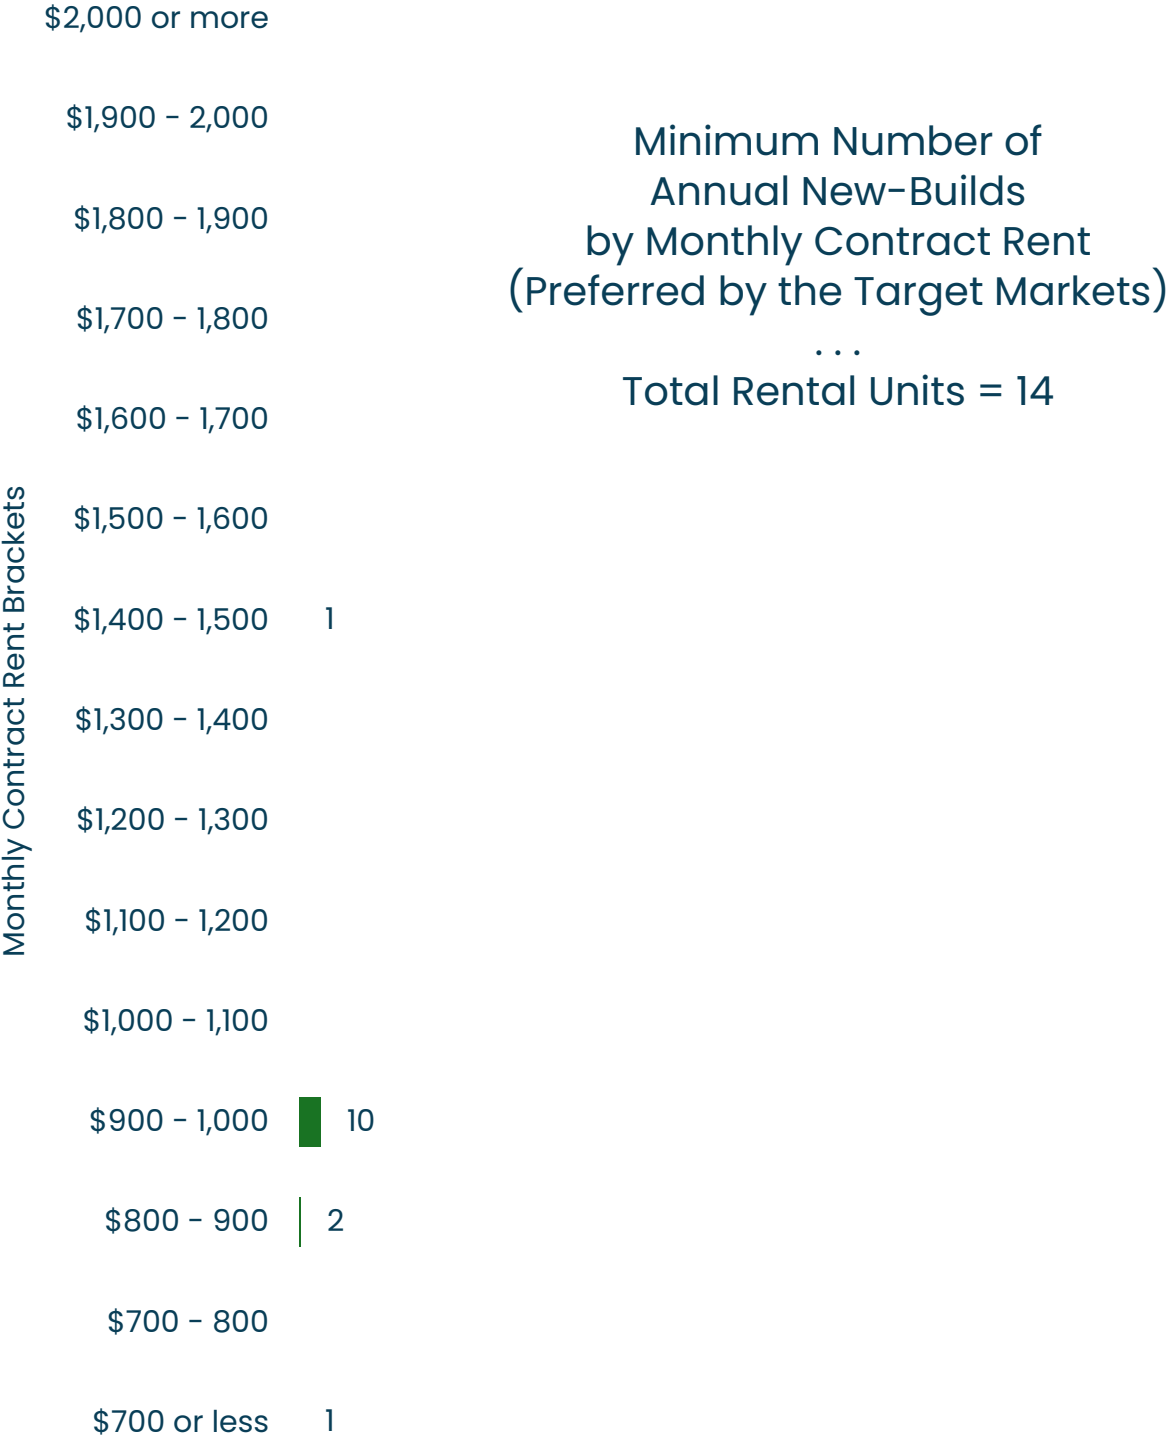 $2,000 or more
$1,900 - 2,000
Minimum Number of
Annual New-Builds
by Monthly Contract Rent
(Preferred by the Target Markets)
. . .
Total Rental Units = 14
$1,800 - 1,900
$1,700 - 1,800
$1,600 - 1,700
Monthly Contract Rent Brackets
$1,500 - 1,600
$1,400 - 1,500 1
$1,300 - 1,400
$1,200 - 1,300
$1,100 - 1,200
$1,000 - 1,100
$900 - 1,000 10
$800 - 900 2
$700 - 800
$700 or less 1